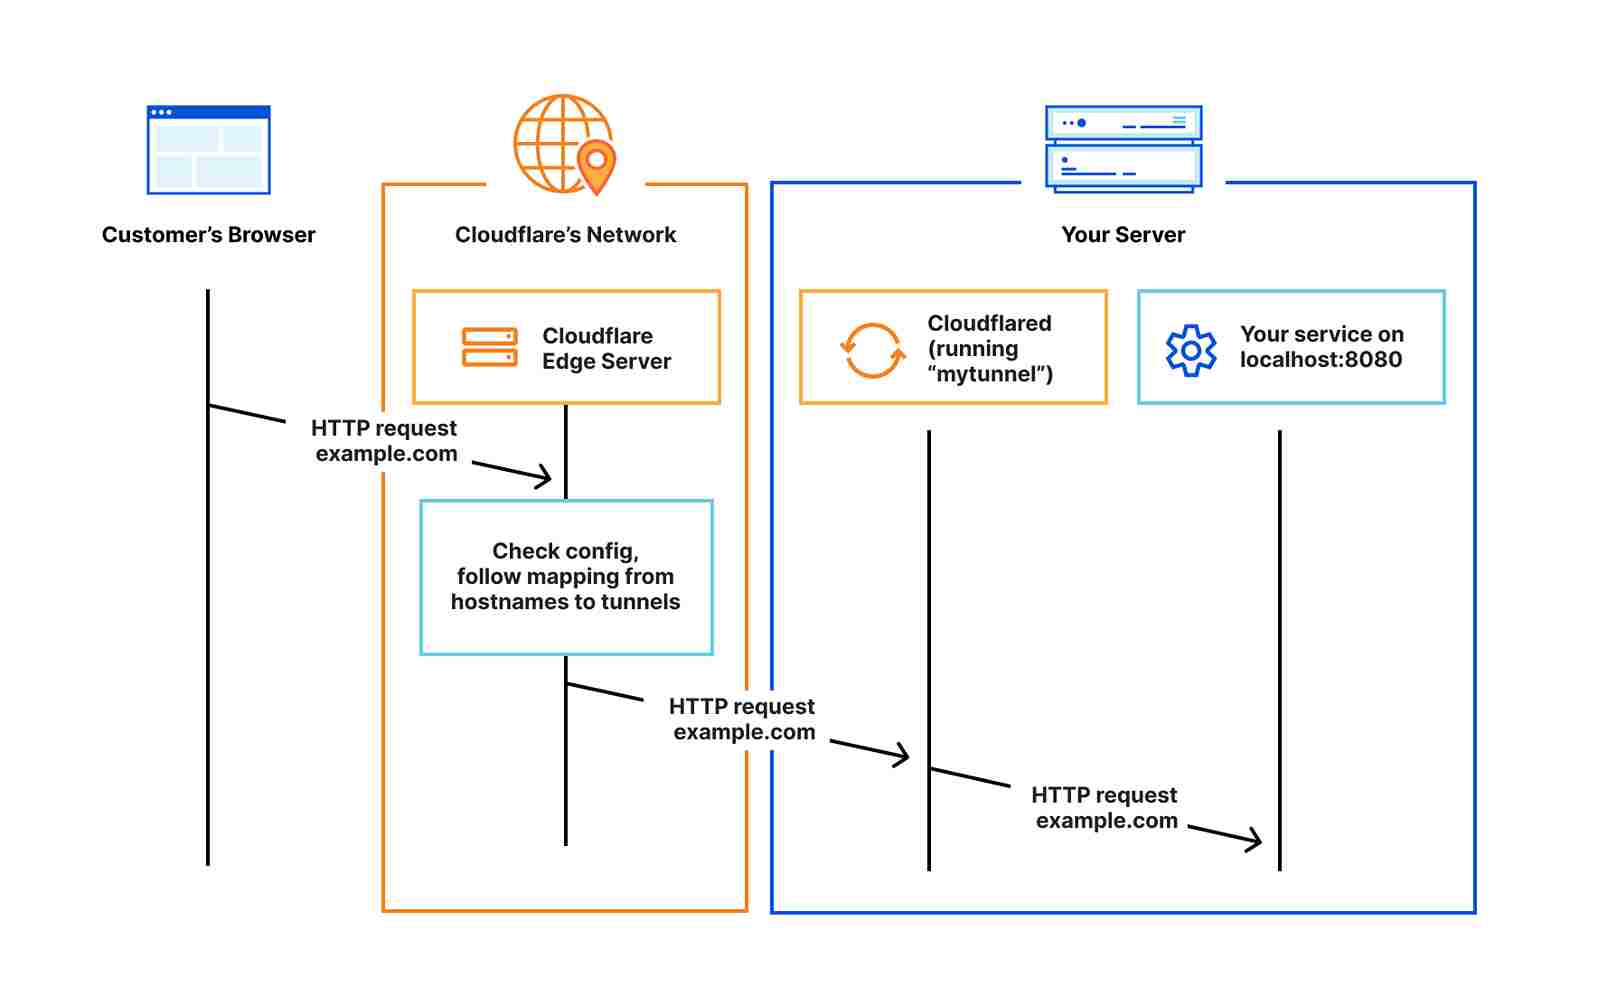 Customer’s Browser
Cloudflare’s Network
Your Server
Cloudflare
Edge Server
Cloudflared
(running
“mytunnel”)
Your service on
localhost:8080
HTTP request
example.com
Check config,
follow mapping from
hostnames to tunnels
HTTP request
example.com
HTTP request
example.com